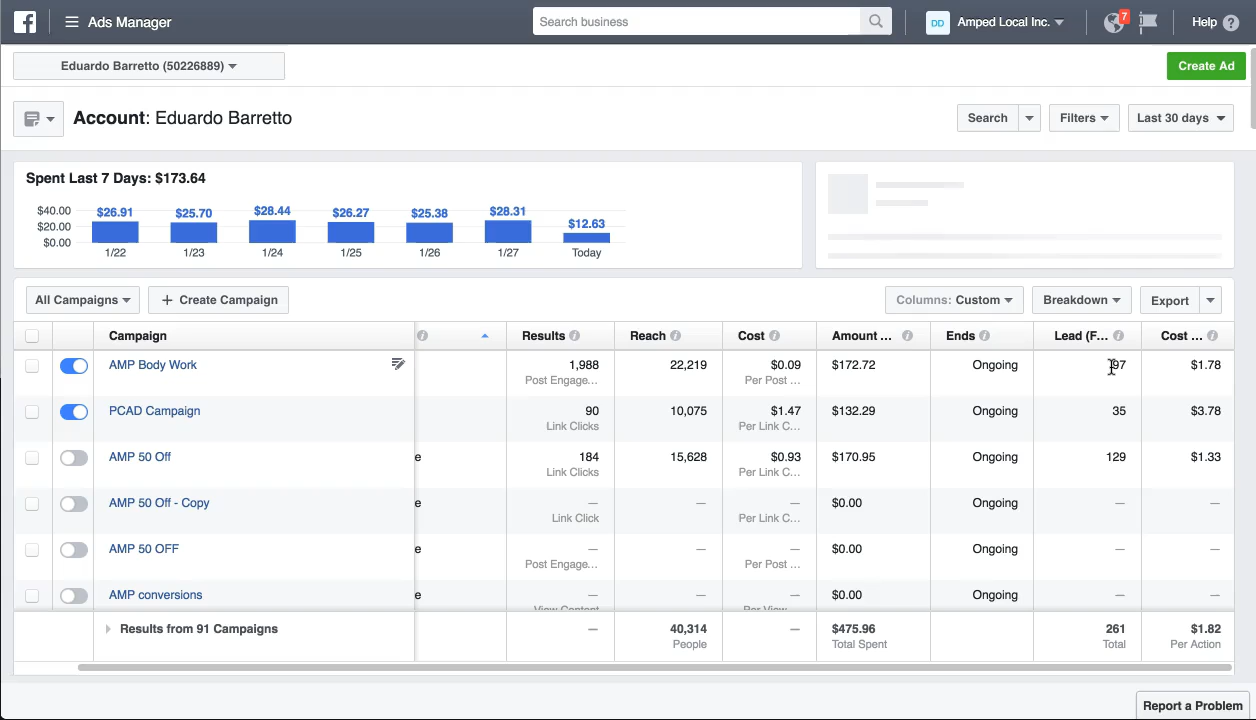 Ads Manager
Search business
DD
Amped Local Inc.
7
Help ?
Eduardo Barretto (50226889)
Create Ad
Account: Eduardo Barretto
Search
Filters
Last 30 days
Spent Last 7 Days: $173.64
$40.00
$20.00
$0.00
$26.91 $25.70 $28.44 $26.27 $25.38 $28.31 $12.63
1/22 1/23 1/24 1/25 1/26 1/27 Today
All Campaigns
+ Create Campaign
Columns: Custom
Breakdown
Export
Campaign Results Reach Cost Amount ... Ends Lead (F... Cost ...
AMP Body Work 1,988 22,219 $0.09 $172.72 Ongoing 97 $1.78
Post Engage... Per Post ...
PCAD Campaign 90 10,075 $1.47 $132.29 Ongoing 35 $3.78
Link Clicks Per Link C...
AMP 50 Off e 184 15,628 $0.93 $170.95 Ongoing 129 $1.33
Link Clicks Per Link C...
AMP 50 Off - Copy e — — — $0.00 Ongoing — —
Link Click Per Link C...
AMP 50 OFF e — — — $0.00 Ongoing — —
Post Engage... Per Post ...
AMP conversions e — — — $0.00 Ongoing — —
View Content Per View
Results from 91 Campaigns — 40,314 — $475.96 261 $1.82
People Total Spent Total Per Action
Report a Problem